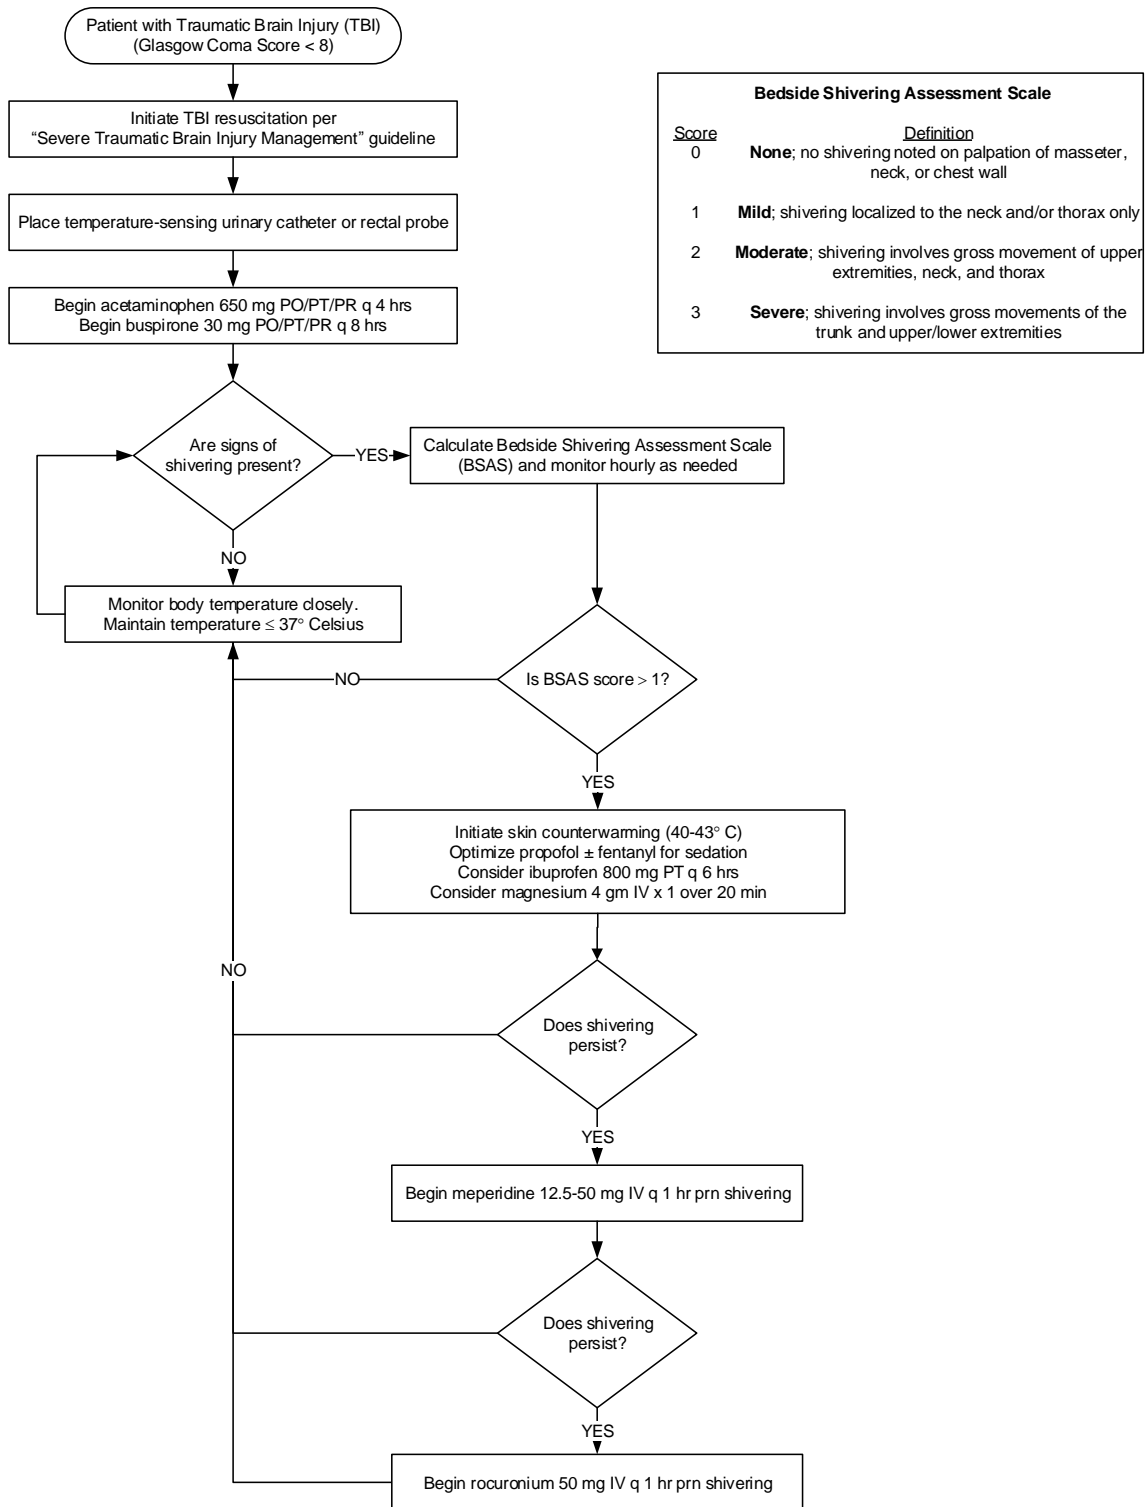 Patient with Traumatic Brain Injury (TBI)
(Glasgow Coma Score < 8)
Initiate TBI resuscitation per
“Severe Traumatic Brain Injury Management” guideline
Place temperature-sensing urinary catheter or rectal probe
Begin acetaminophen 650 mg PO/PT/PR q 4 hrs
Begin buspirone 30 mg PO/PT/PR q 8 hrs
Bedside Shivering Assessment Scale
Score Definition
0 None; no shivering noted on palpation of masseter,
neck, or chest wall
1 Mild; shivering localized to the neck and/or thorax only
2 Moderate; shivering involves gross movement of upper
extremities, neck, and thorax
3 Severe; shivering involves gross movements of the
trunk and upper/lower extremities
Are signs of
shivering present?
YES
Calculate Bedside Shivering Assessment Scale
(BSAS) and monitor hourly as needed
NO
Monitor body temperature closely.
Maintain temperature ≤ 37° Celsius
Is BSAS score > 1?
NO
YES
Initiate skin counterwarming (40-43° C)
Optimize propofol ± fentanyl for sedation
Consider ibuprofen 800 mg PT q 6 hrs
Consider magnesium 4 gm IV x 1 over 20 min
NO
Does shivering
persist?
YES
Begin meperidine 12.5-50 mg IV q 1 hr prn shivering
Does shivering
persist?
YES
Begin rocuronium 50 mg IV q 1 hr prn shivering